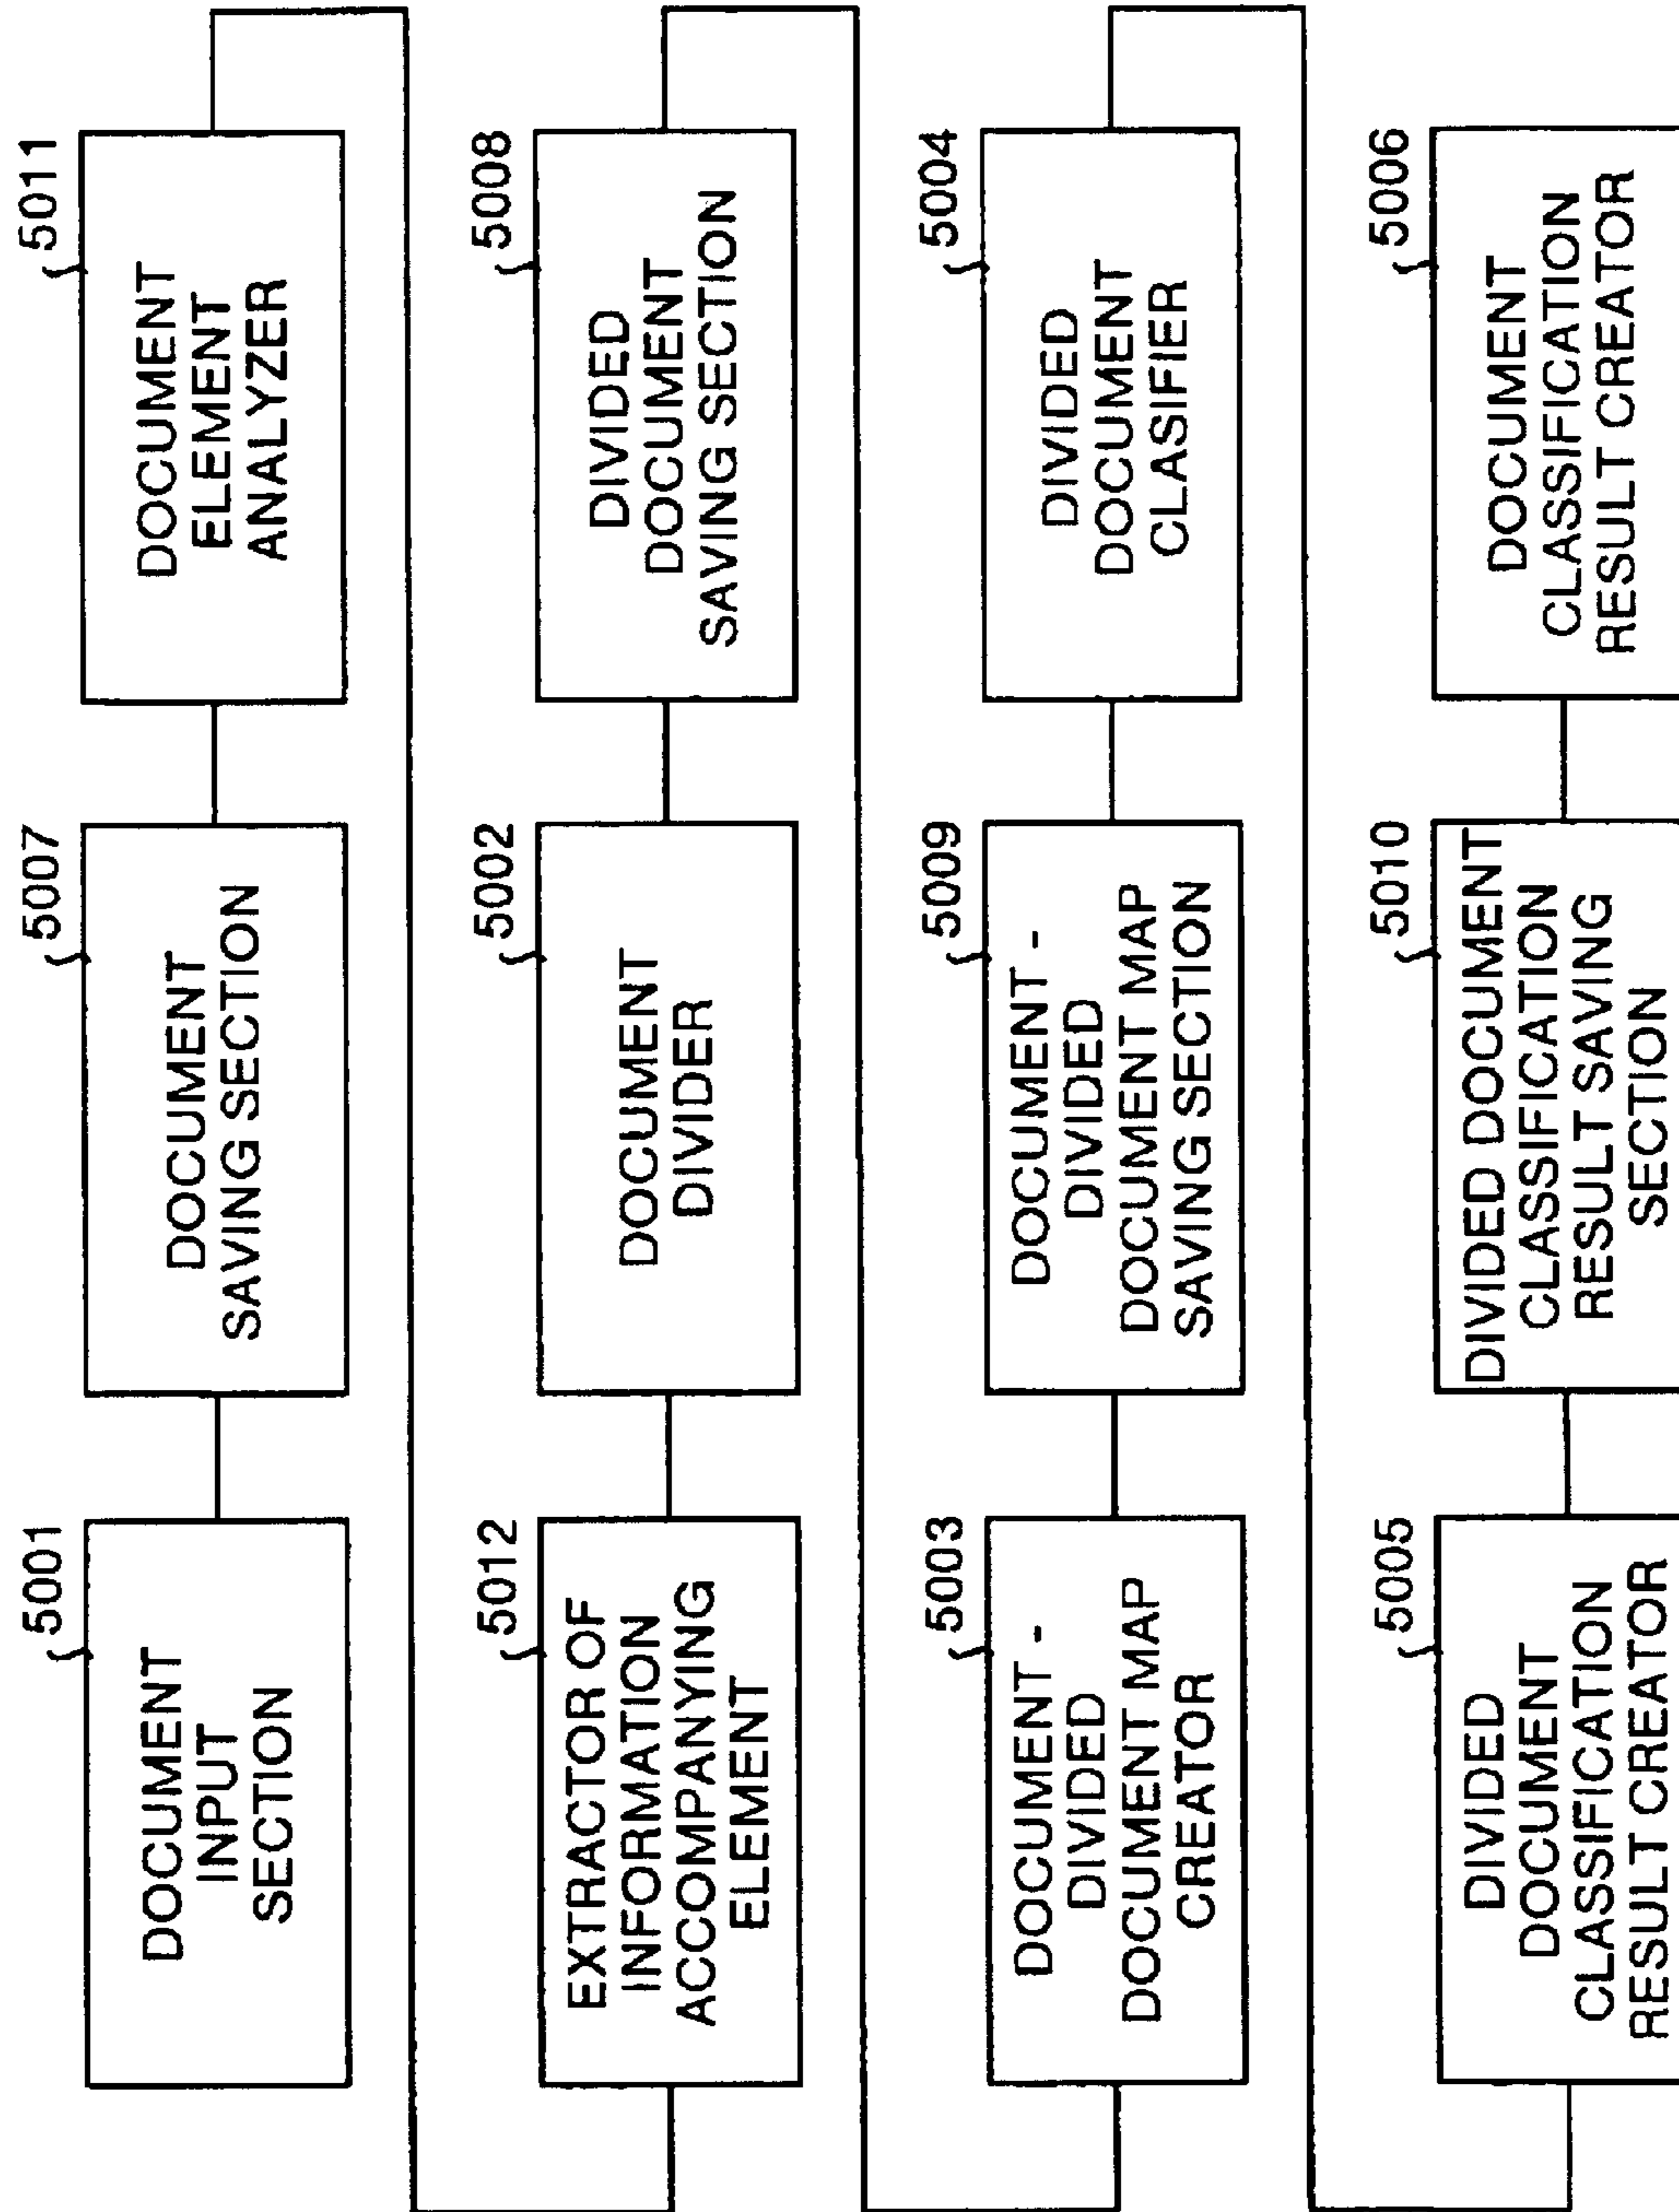 5001
DOCUMENT
INPUT
SECTION
5007
DOCUMENT
SAVING SECTION
5011
DOCUMENT
ELEMENT
ANALYZER
5012
EXTRACTOR OF
INFORMATION
ACCOMPANYING
ELEMENT
5002
DOCUMENT
DIVIDER
5008
DIVIDED
DOCUMENT
SAVING SECTION
5003
DOCUMENT -
DIVIDED
DOCUMENT MAP
CREATOR
5009
DOCUMENT -
DIVIDED
DOCUMENT MAP
SAVING SECTION
5004
DIVIDED
DOCUMENT
CLASIFIER
5005
DIVIDED
DOCUMENT
CLASSIFICATION
RESULT CREATOR
5010
DIVIDED DOCUMENT
CLASSIFICATION
RESULT SAVING
SECTION
5006
DOCUMENT
CLASSIFICATION
RESULT CREATOR